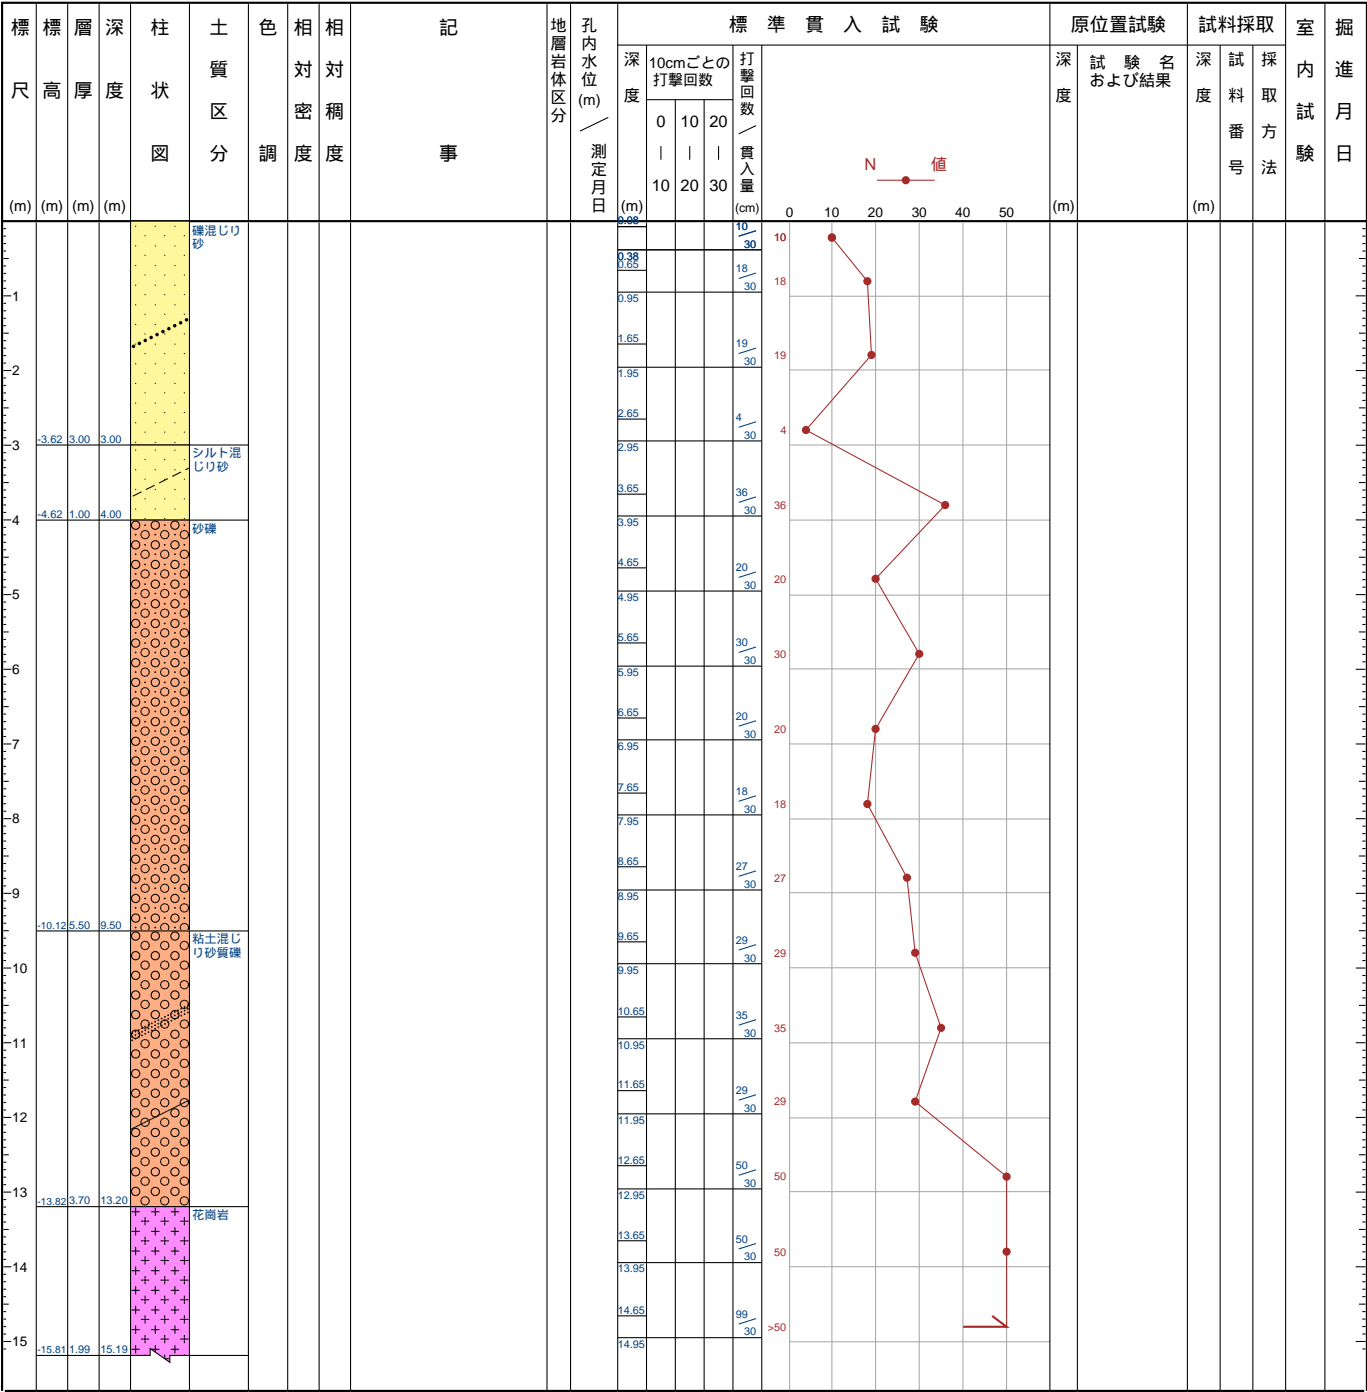 標尺(m)
標高(m)
層厚(m)
深度(m)
柱状図
土質区分
色調
相対密度
相対稠度
記事
地層岩体区分
孔内水位(m)／測定月日
標準貫入試験
深度(m)
10cmごとの
打撃回数
0 10 20
| | |
10 20 30
打撃回数／貫入量(cm)
N 値
0 10 20 30 40 50
原位置試験
深度(m)
試験名
および結果
試料採取
深度(m)
試料番号
採取方法
室内試験
掘進月日
礫混じり
砂
0.08 10/30 10
0.38
0.65 18/30 18
1
0.95
1.65 19/30 19
2
1.95
2.65 4/30 4
3 -3.62 3.00 3.00
2.95
シルト混
じり砂
3.65 36/30 36
4 -4.62 1.00 4.00
3.95
砂礫
4.65 20/30 20
5
4.95
5.65 30/30 30
6
5.95
6.65 20/30 20
7
6.95
7.65 18/30 18
8
7.95
8.65 27/30 27
9
8.95
-10.12 5.50 9.50
粘土混じ
り砂質礫
9.65 29/30 29
10
9.95
10.65 35/30 35
11
10.95
11.65 29/30 29
12
11.95
12.65 50/30 50
13
12.95
-13.82 3.70 13.20
花崗岩
13.65 50/30 50
14
13.95
14.65 99/30 >50
15
14.95
-15.81 1.99 15.19